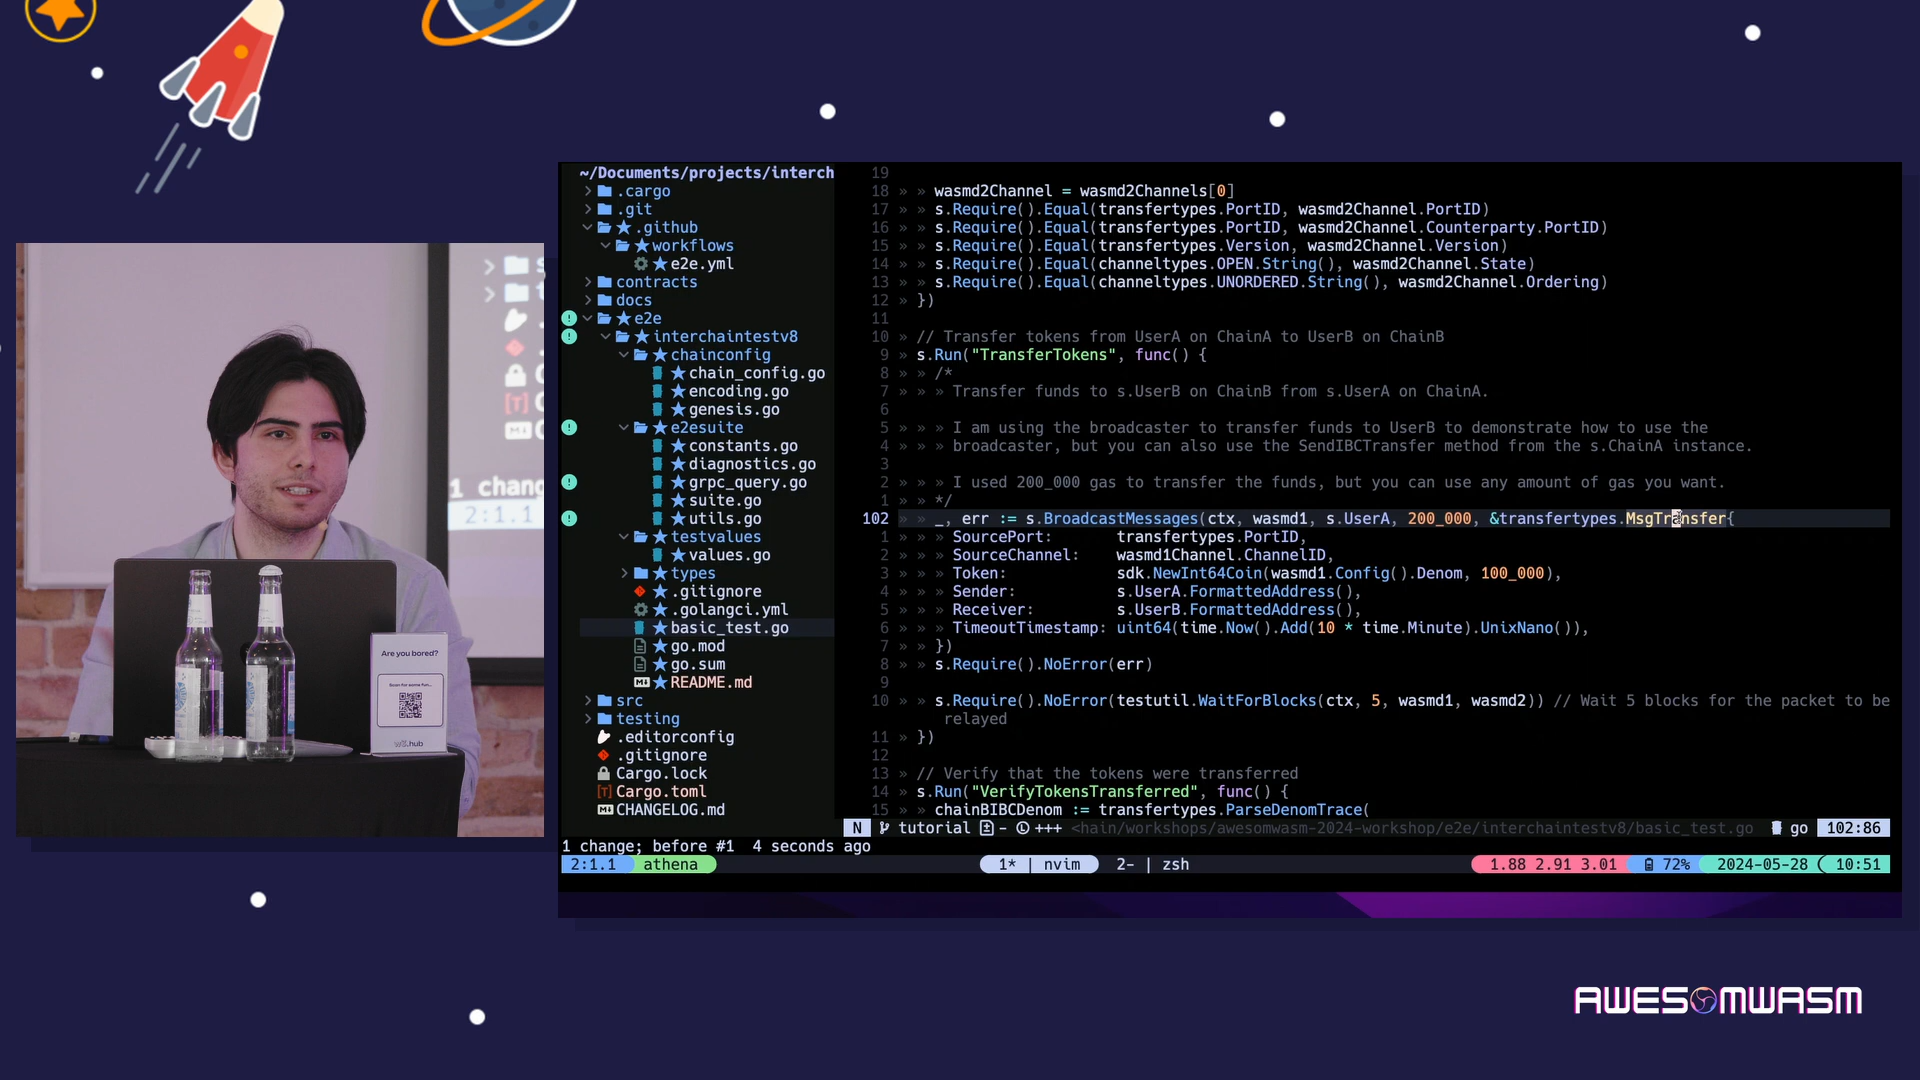 ~/Documents/projects/interch
.cargo
.git
.github
workflows
e2e.yml
contracts
docs
e2e
interchaintestv8
chainconfig
chain_config.go
encoding.go
genesis.go
e2esuite
constants.go
diagnostics.go
grpc_query.go
suite.go
utils.go
testvalues
values.go
types
.gitignore
.golangci.yml
basic_test.go
go.mod
go.sum
README.md
src
testing
.editorconfig
.gitignore
Cargo.lock
Cargo.toml
CHANGELOG.md
19
18 » » wasmd2Channel = wasmd2Channels[0]
17 » » s.Require().Equal(transfertypes.PortID, wasmd2Channel.PortID)
16 » » s.Require().Equal(transfertypes.PortID, wasmd2Channel.Counterparty.PortID)
15 » » s.Require().Equal(transfertypes.Version, wasmd2Channel.Version)
14 » » s.Require().Equal(channeltypes.OPEN.String(), wasmd2Channel.State)
13 » » s.Require().Equal(channeltypes.UNORDERED.String(), wasmd2Channel.Ordering)
12 » })
11
10 » // Transfer tokens from UserA on ChainA to UserB on ChainB
9 » s.Run("TransferTokens", func() {
8 » » /*
7 » » » Transfer funds to s.UserB on ChainB from s.UserA on ChainA.
6
5 » » » I am using the broadcaster to transfer funds to UserB to demonstrate how to use the
4 » » » broadcaster, but you can also use the SendIBCTransfer method from the s.ChainA instance.
3
2 » » » I used 200_000 gas to transfer the funds, but you can use any amount of gas you want.
1 » » */
102 » » _, err := s.BroadcastMessages(ctx, wasmd1, s.UserA, 200_000, &transfertypes.MsgTransfer{
1 » » » SourcePort: transfertypes.PortID,
2 » » » SourceChannel: wasmd1Channel.ChannelID,
3 » » » Token: sdk.NewInt64Coin(wasmd1.Config().Denom, 100_000),
4 » » » Sender: s.UserA.FormattedAddress(),
5 » » » Receiver: s.UserB.FormattedAddress(),
6 » » » TimeoutTimestamp: uint64(time.Now().Add(10 * time.Minute).UnixNano()),
7 » » })
8 » » s.Require().NoError(err)
9
10 » » s.Require().NoError(testutil.WaitForBlocks(ctx, 5, wasmd1, wasmd2)) // Wait 5 blocks for the packet to be
relayed
11 » })
12
13 » // Verify that the tokens were transferred
14 » s.Run("VerifyTokensTransferred", func() {
15 » » chainBIBCDenom := transfertypes.ParseDenomTrace(
N tutorial - +++ <hain/workshops/awesomwasm-2024-workshop/e2e/interchaintestv8/basic_test.go go 102:86
1 change; before #1 4 seconds ago
2:1.1 athena 1* | nvim 2- | zsh 1.88 2.91 3.01 72% 2024-05-28 10:51
1 chang
2:1.1
Are you bored?
Scan for some fun...
w3.hub
AWESOMWASM